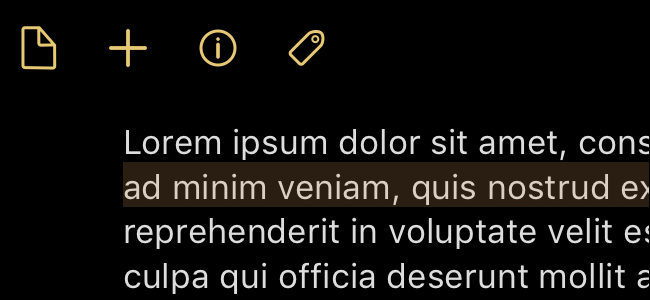 Lorem ipsum dolor sit amet, cons
ad minim veniam, quis nostrud ex
reprehenderit in voluptate velit es
culpa qui officia deserunt mollit a